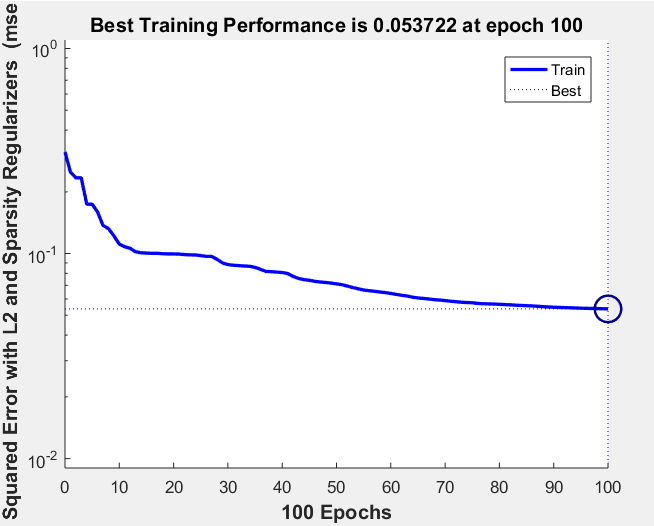 Best Training Performance is 0.053722 at epoch 100
Squared Error with L2 and Sparsity Regularizers (mse
10^0
10^-1
10^-2
Train
Best
0 10 20 30 40 50 60 70 80 90 100
100 Epochs